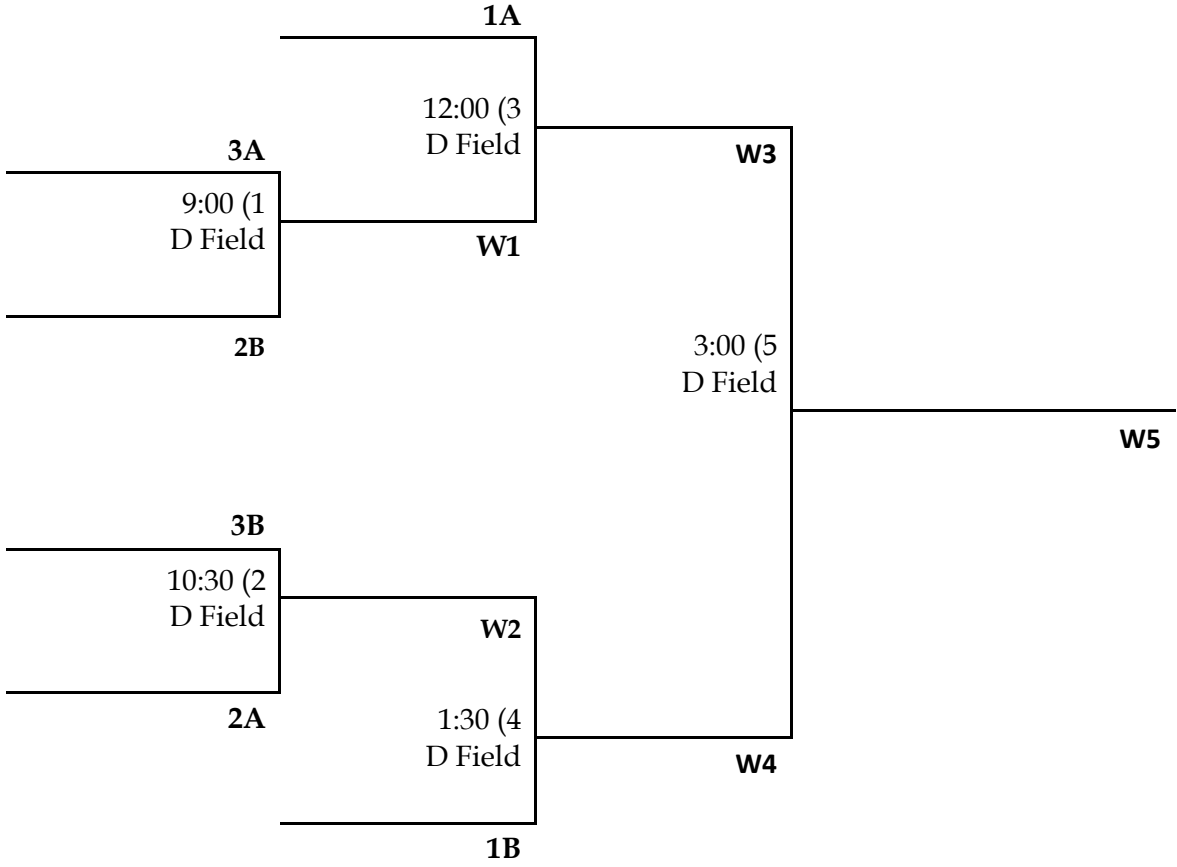 1A
12:00 (3
D Field
3A
W3
9:00 (1
D Field
W1
2B
3:00 (5
D Field
W5
3B
10:30 (2
D Field
W2
2A
1:30 (4
D Field
W4
1B